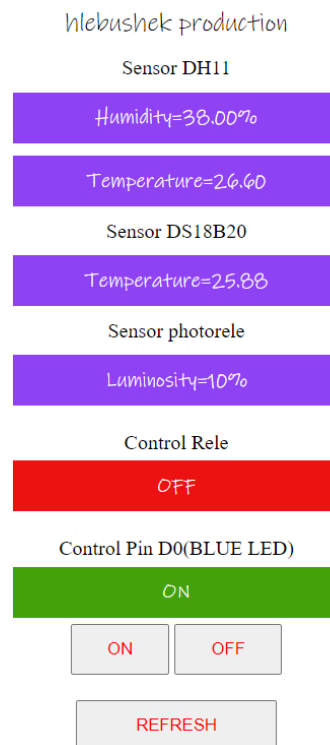 hlebushek production
Sensor DH11
Humidity=38.00%
Temperature=26.60
Sensor DS18B20
Temperature=25.88
Sensor photorele
Luminosity=10%
Control Rele
OFF
Control Pin D0(BLUE LED)
ON
ON OFF
REFRESH